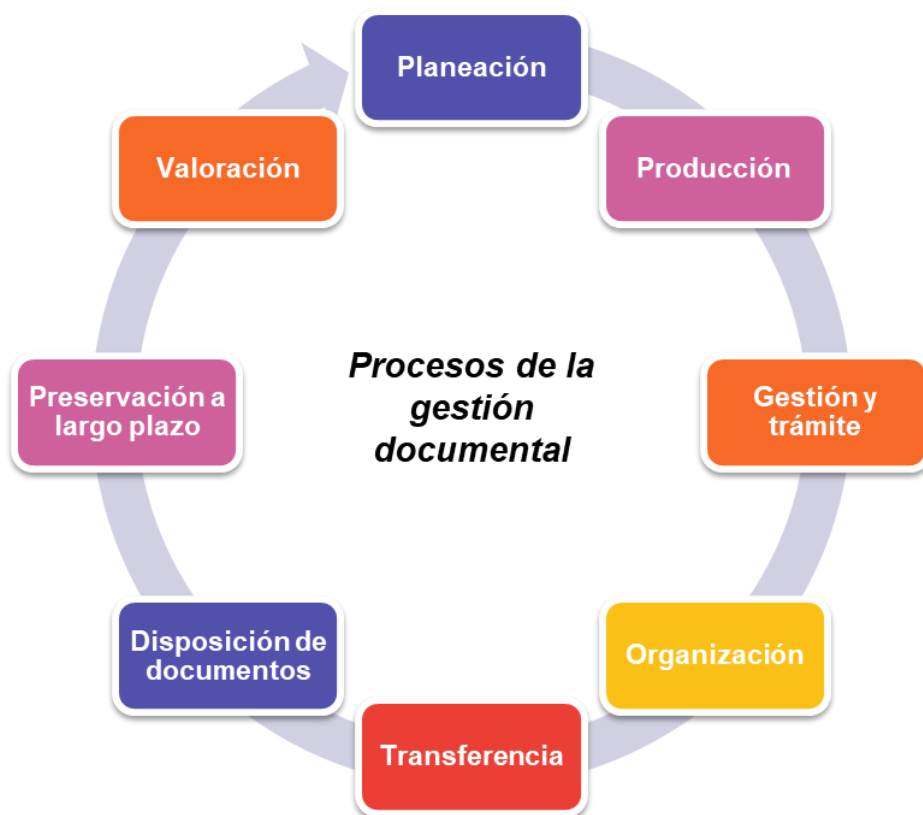 Planeación
Producción
Gestión y
trámite
Organización
Transferencia
Disposición de
documentos
Preservación a
largo plazo
Valoración
Procesos de la
gestión
documental